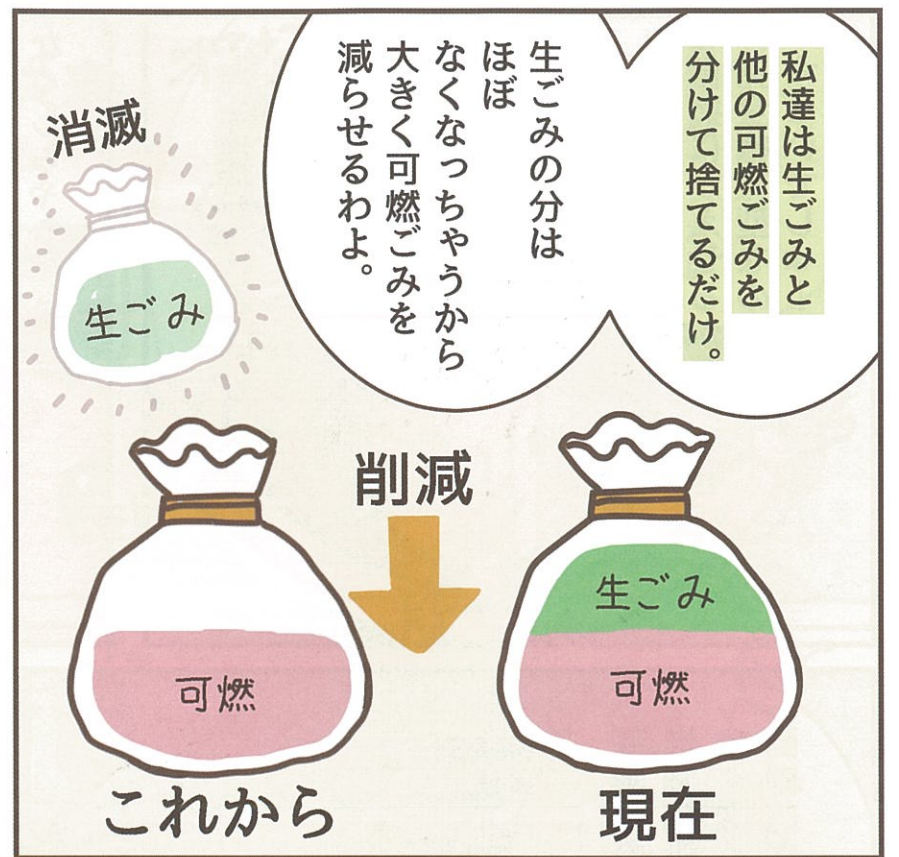 私達は生ごみと
他の可燃ごみを
分けて捨てるだけ。
生ごみの分は
ほぼ
なくなっちゃうから
大きく可燃ごみを
減らせるわよ。
消滅
生ごみ
削減
生ごみ
可燃
現在
可燃
これから